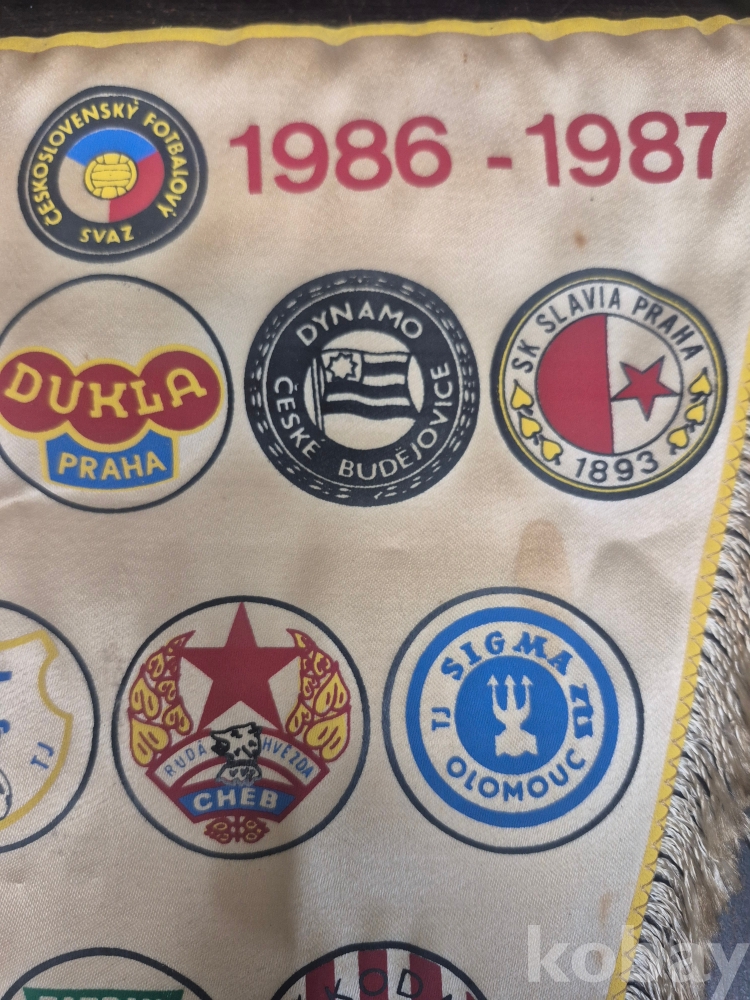 ČESKOSLOVENSKÝ FOTBALOVÝ
SVAZ
1986 - 1987
DUKLA
PRAHA
DYNAMO
ČESKÉ BUDĚJOVICE
SK SLAVIA PRAHA
1893
TJ
RUDÁ HVĚZDA
CHEB
TJ SIGMA ZTS
OLOMOUC
kobay